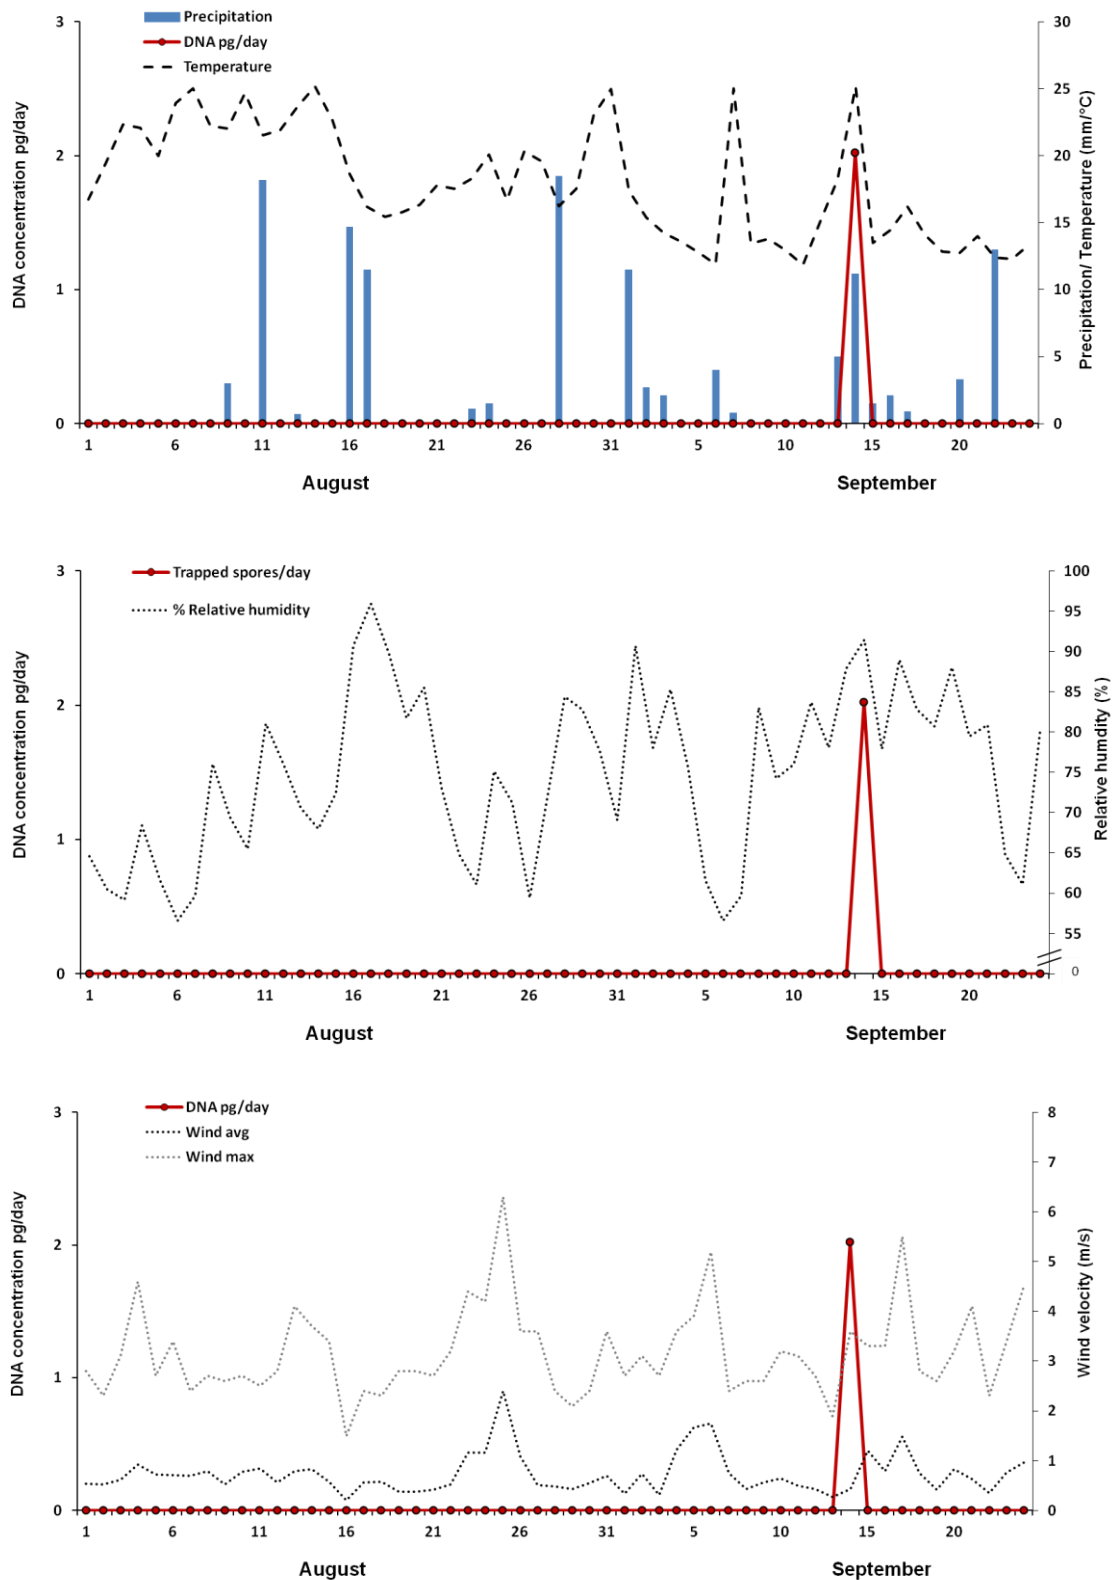 Precipitation
DNA pg/day
Temperature
DNA concentration pg/day
3
2
1
0
30
25
20
15
10
5
0
Precipitation/ Temperature (mm/°C)
1 6 11 16 21 26 31 5 10 15 20
August September
Trapped spores/day
% Relative humidity
DNA concentration pg/day
3
2
1
0
100
95
90
85
80
75
70
65
60
55
0
Relative humdity (%)
1 6 11 16 21 26 31 5 10 15 20
August September
DNA pg/day
Wind avg
Wind max
DNA concentration pg/day
3
2
1
0
8
7
6
5
4
3
2
1
0
Wind velocity (m/s)
1 6 11 16 21 26 31 5 10 15 20
August September